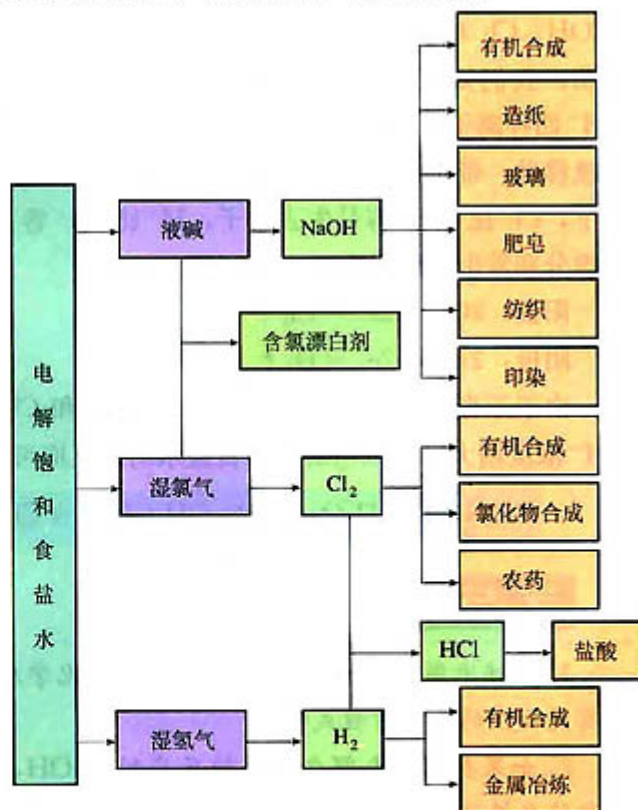 电解饱和食盐水
液碱
NaOH
有机合成
造纸
玻璃
肥皂
纺织
印染
含氯漂白剂
湿氯气
Cl₂
有机合成
氯化物合成
农药
HCl
盐酸
湿氢气
H₂
有机合成
金属冶炼